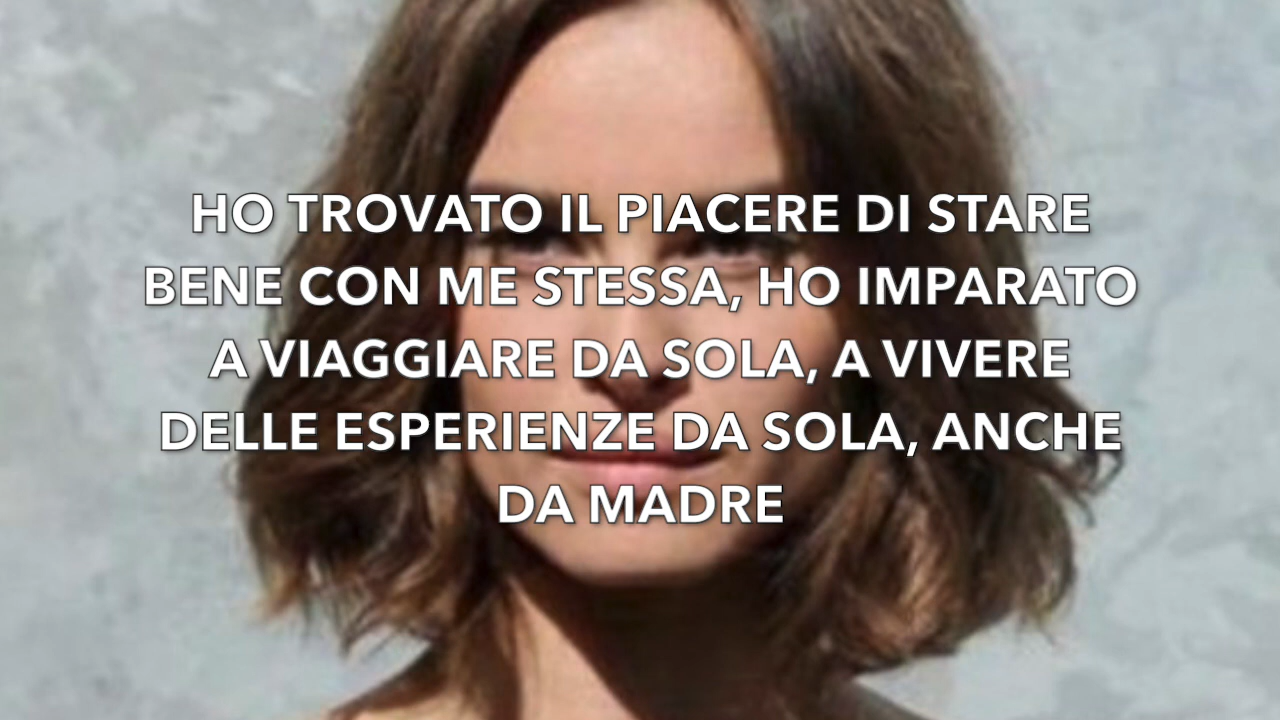 HO TROVATO IL PIACERE DI STARE
BENE CON ME STESSA, HO IMPARATO
A VIAGGIARE DA SOLA, A VIVERE
DELLE ESPERIENZE DA SOLA, ANCHE
DA MADRE